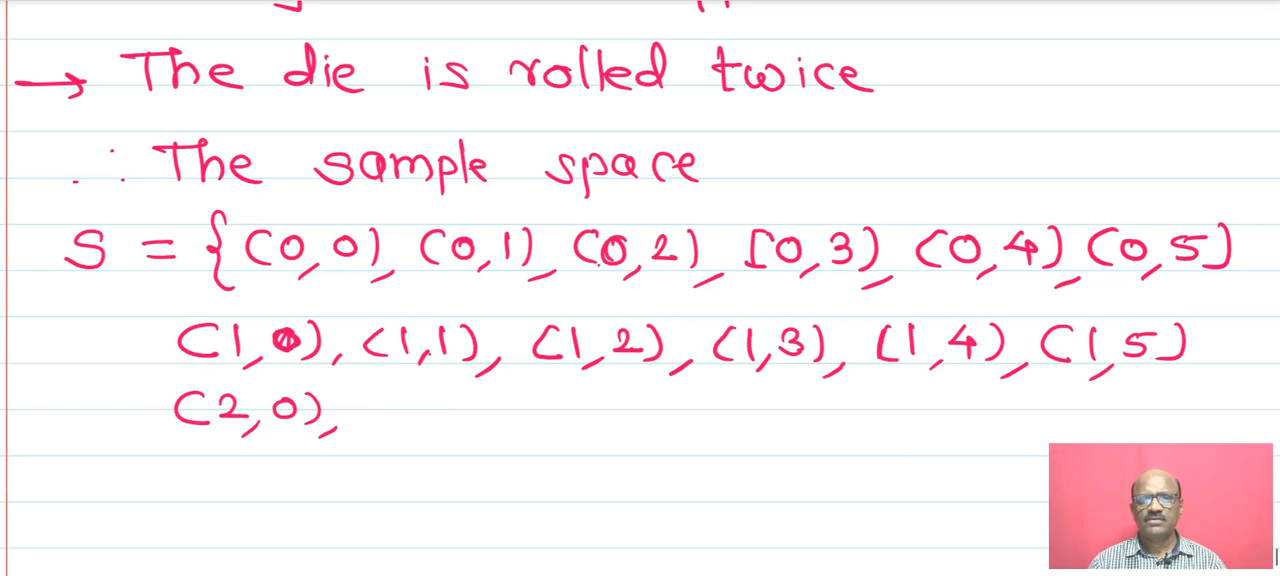 → The die is rolled twice
∴ The sample space
S = {(0,0), (0,1), (0,2), [0,3), (0,4), (0,5)
(1,0), (1,1), (1,2), (1,3), (1,4), (1,5)
(2,0),